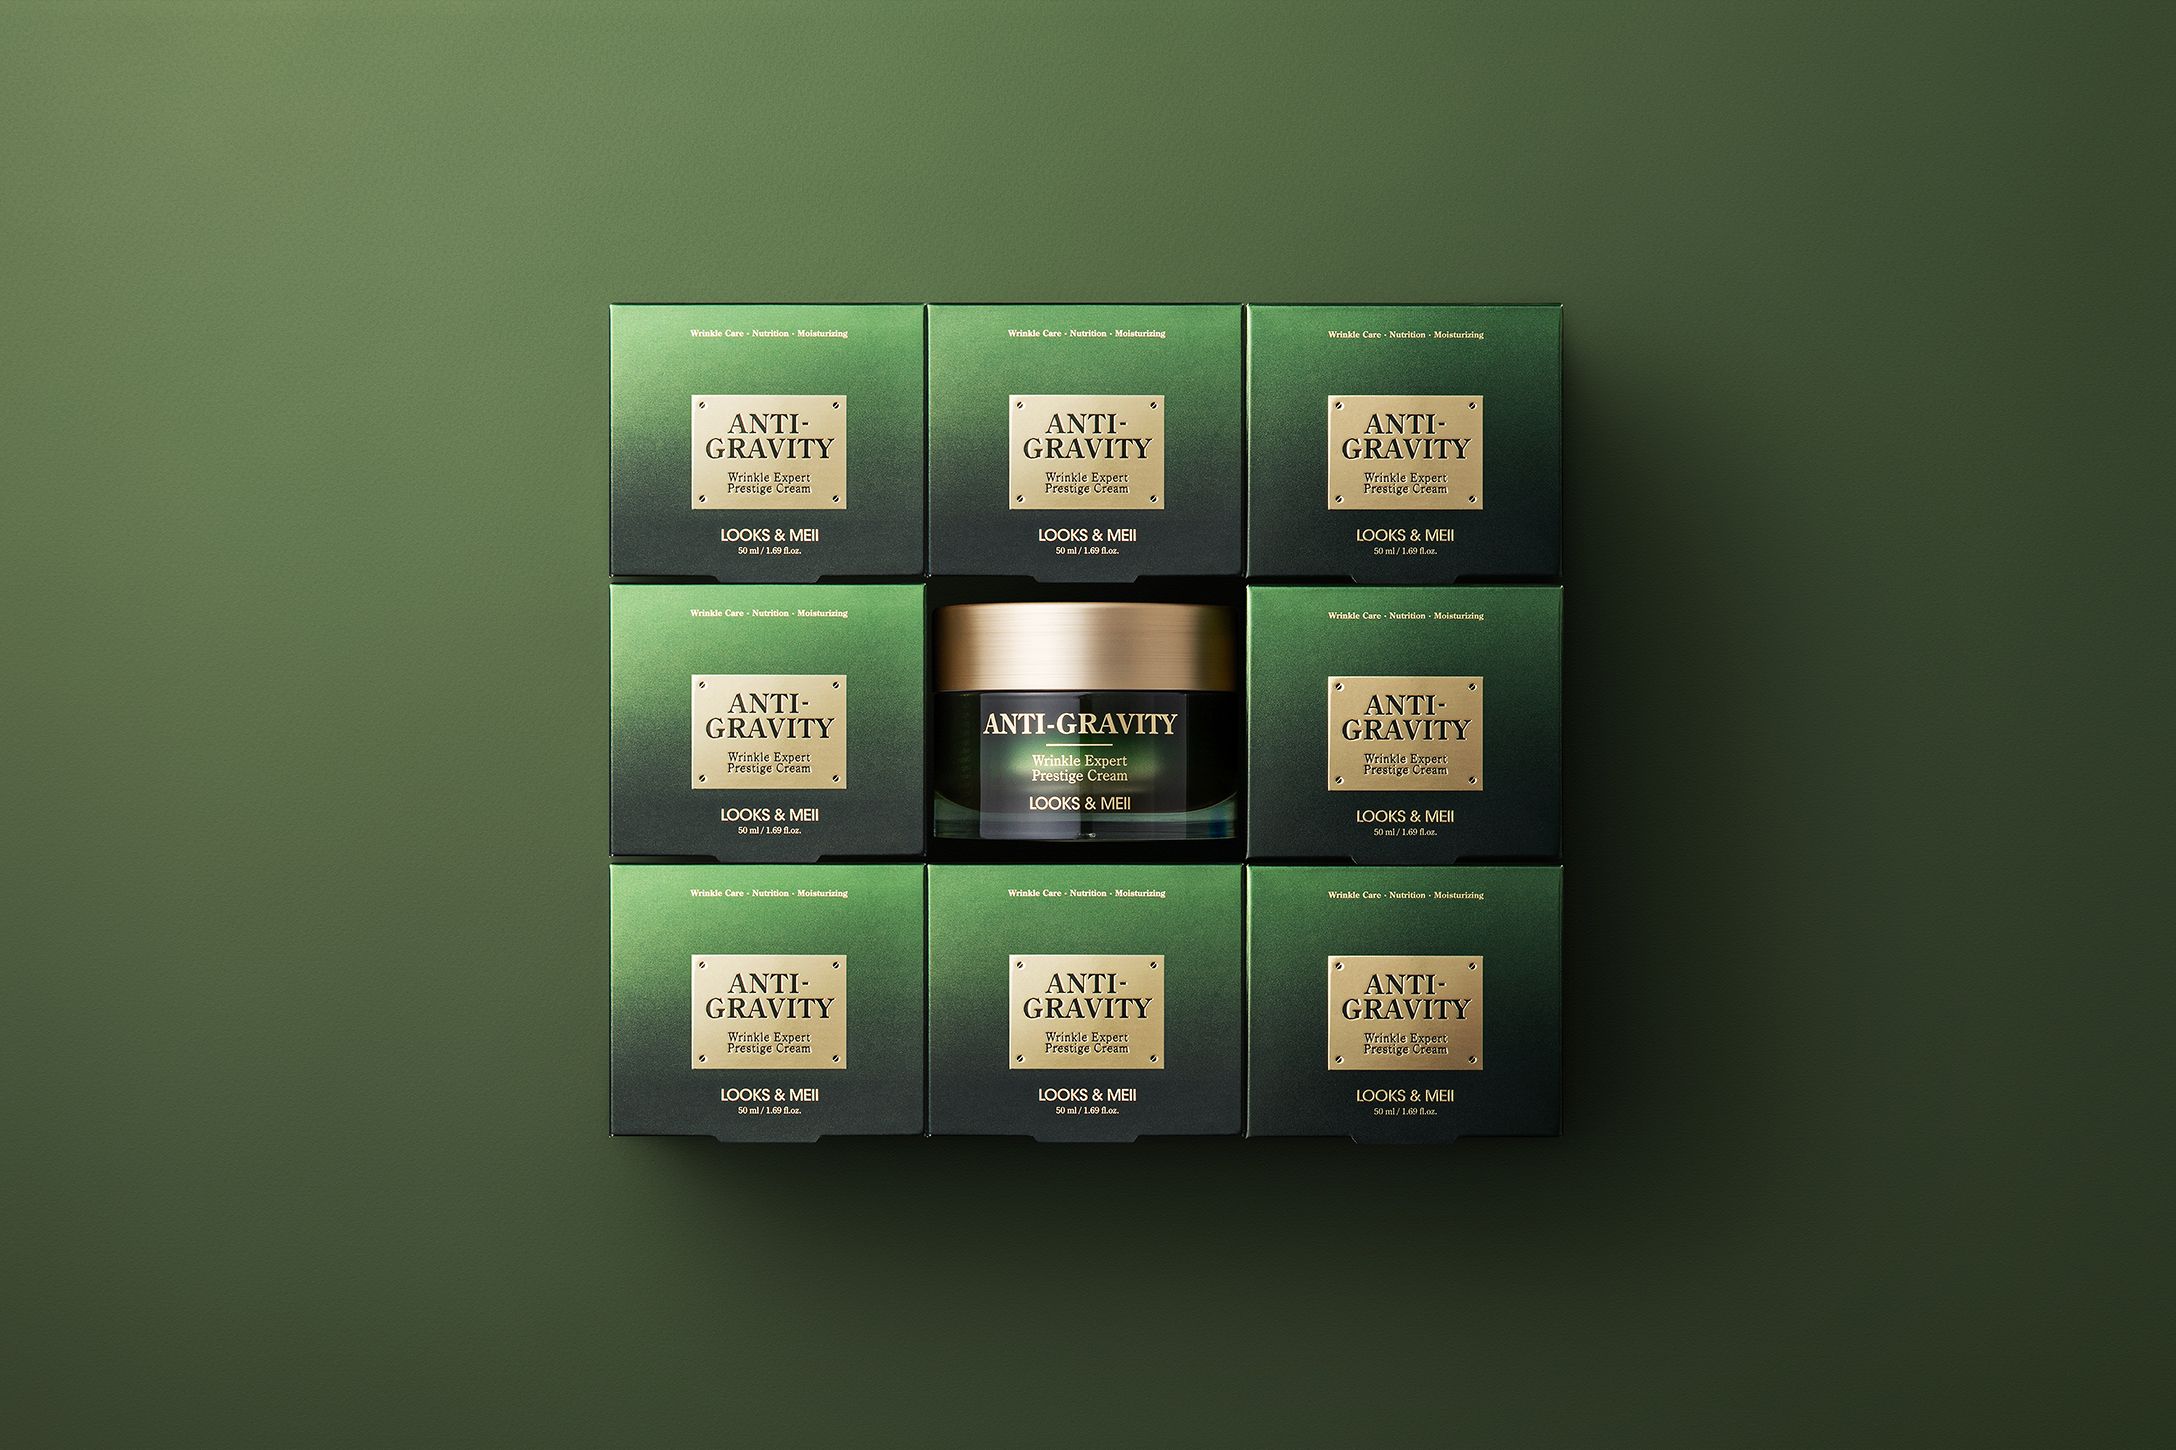 Wrinkle Care · Nutrition · Moisturizing
ANTI-
GRAVITY
Wrinkle Expert
Prestige Cream
LOOKS & MEII
50 ml / 1.69 fl.oz.
Wrinkle Care · Nutrition · Moisturizing
ANTI-
GRAVITY
Wrinkle Expert
Prestige Cream
LOOKS & MEII
50 ml / 1.69 fl.oz.
Wrinkle Care · Nutrition · Moisturizing
ANTI-
GRAVITY
Wrinkle Expert
Prestige Cream
LOOKS & MEII
50 ml / 1.69 fl.oz.
Wrinkle Care · Nutrition · Moisturizing
ANTI-
GRAVITY
Wrinkle Expert
Prestige Cream
LOOKS & MEII
50 ml / 1.69 fl.oz.
ANTI-GRAVITY
Wrinkle Expert
Prestige Cream
LOOKS & MEII
Wrinkle Care · Nutrition · Moisturizing
ANTI-
GRAVITY
Wrinkle Expert
Prestige Cream
LOOKS & MEII
50 ml / 1.69 fl.oz.
Wrinkle Care · Nutrition · Moisturizing
ANTI-
GRAVITY
Wrinkle Expert
Prestige Cream
LOOKS & MEII
50 ml / 1.69 fl.oz.
Wrinkle Care · Nutrition · Moisturizing
ANTI-
GRAVITY
Wrinkle Expert
Prestige Cream
LOOKS & MEII
50 ml / 1.69 fl.oz.
Wrinkle Care · Nutrition · Moisturizing
ANTI-
GRAVITY
Wrinkle Expert
Prestige Cream
LOOKS & MEII
50 ml / 1.69 fl.oz.